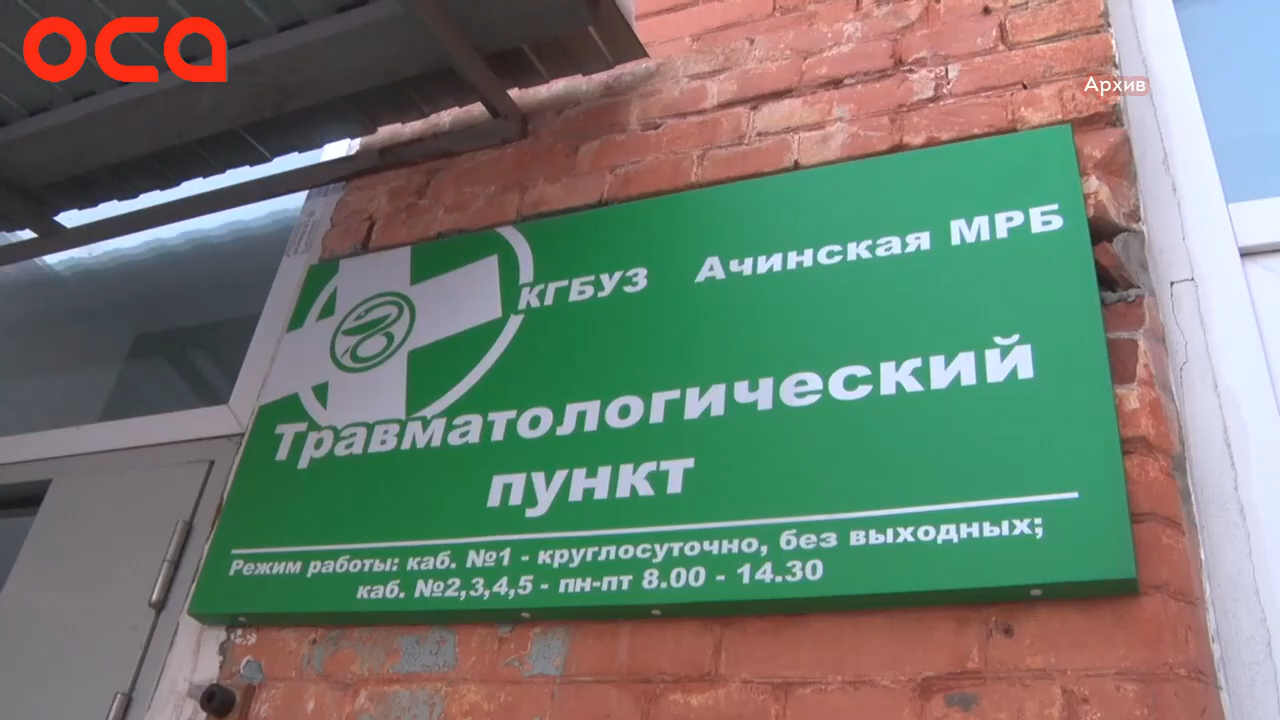 оса
Архив
КГБУЗ Ачинская МРБ
Травматологический
пункт
Режим работы: каб. №1 - круглосуточно, без выходных;
каб. №2,3,4,5 - пн-пт 8.00 - 14.30